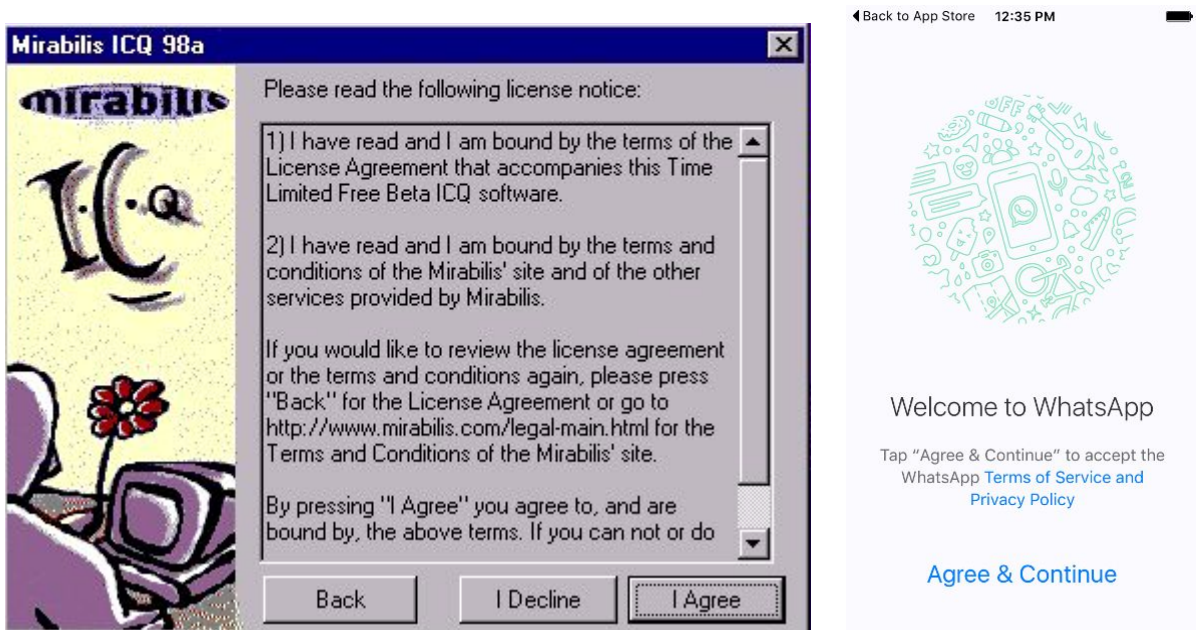 Mirabilis ICQ 98a
mirabilis
ICQ
Please read the following license notice:
1) I have read and I am bound by the terms of the
License Agreement that accompanies this Time
Limited Free Beta ICQ software.
2) I have read and I am bound by the terms and
conditions of the Mirabilis' site and of the other
services provided by Mirabilis.
If you would like to review the license agreement
or the terms and conditions again, please press
"Back" for the License Agreement or go to
http://www.mirabilis.com/legal-main.html for the
Terms and Conditions of the Mirabilis' site.
By pressing "I Agree" you agree to, and are
bound by, the above terms. If you can not or do
Back
I Decline
I Agree
Back to App Store
12:35 PM
OFF
Welcome to WhatsApp
Tap “Agree & Continue” to accept the
WhatsApp Terms of Service and
Privacy Policy
Agree & Continue